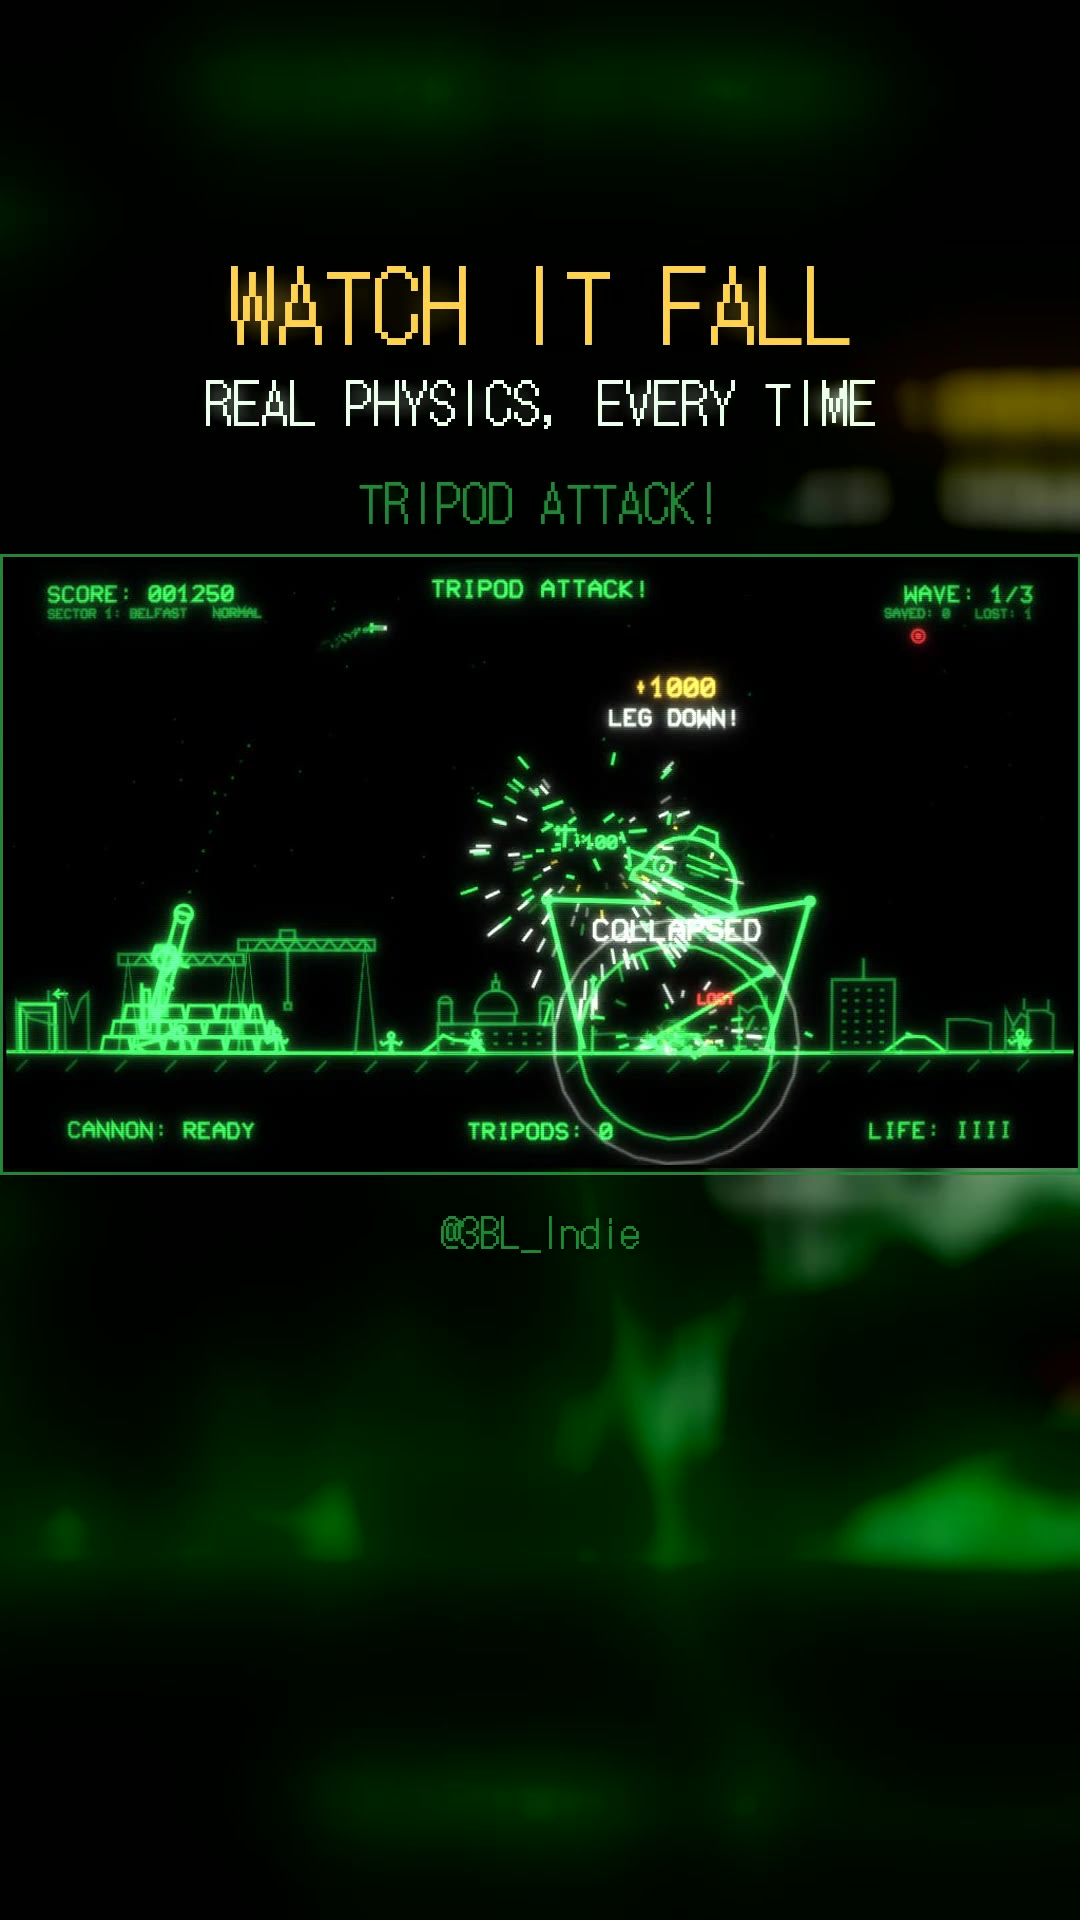 WATCH IT FALL
REAL PHYSICS, EVERY TIME
TRIPOD ATTACK!
SCORE: 001250
TRIPOD ATTACK!
WAVE: 1/3
SECTOR 1: BELFAST NORMAL
SAVED: 0 LOST: 1
+1000
LEG DOWN!
COLLAPSED
LOST
CANNON: READY
TRIPODS: 0
LIFE: IIII
@3BL_Indie